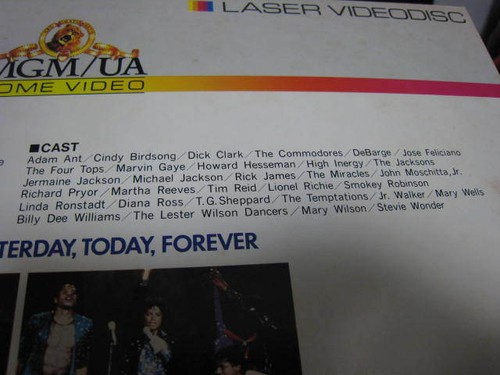 LASER VIDEODISC
MGM/UA
HOME VIDEO
■CAST
Adam Ant/Cindy Birdsong/Dick Clark/The Commodores/DeBarge/Jose Feliciano
The Four Tops/Marvin Gaye/Howard Hesseman/High Inergy/The Jacksons
Jermaine Jackson/Michael Jackson/Rick James/The Miracles/John Moschitta, Jr.
Richard Pryor/Martha Reeves/Tim Reid/Lionel Richie/Smokey Robinson
Linda Ronstadt/Diana Ross/T.G.Sheppard/The Temptations/Jr. Walker/Mary Wells
Billy Dee Williams/The Lester Wilson Dancers/Mary Wilson/Stevie Wonder
TERDAY, TODAY, FOREVER